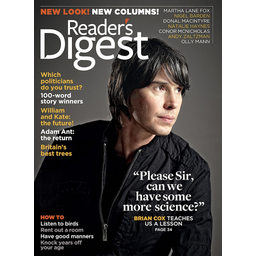 NEW LOOK! NEW COLUMNS!
MARTHA LANE FOX
NIGEL BARDEN
DONAL MACINTYRE
NATALIE HAYNES
CONOR MCNICHOLAS
ANDY ZALTZMAN
OLLY MANN
Reader's
Digest
Which
politicians
do you trust?
100-word
story winners
William
and Kate:
the future!
Adam Ant:
the return
Britain's
best trees
"Please Sir,
can we
have some
more science?"
BRIAN COX TEACHES
US A LESSON
PAGE 34
HOW TO
Listen to birds
Rent out a room
Have good manners
Knock years off
your age